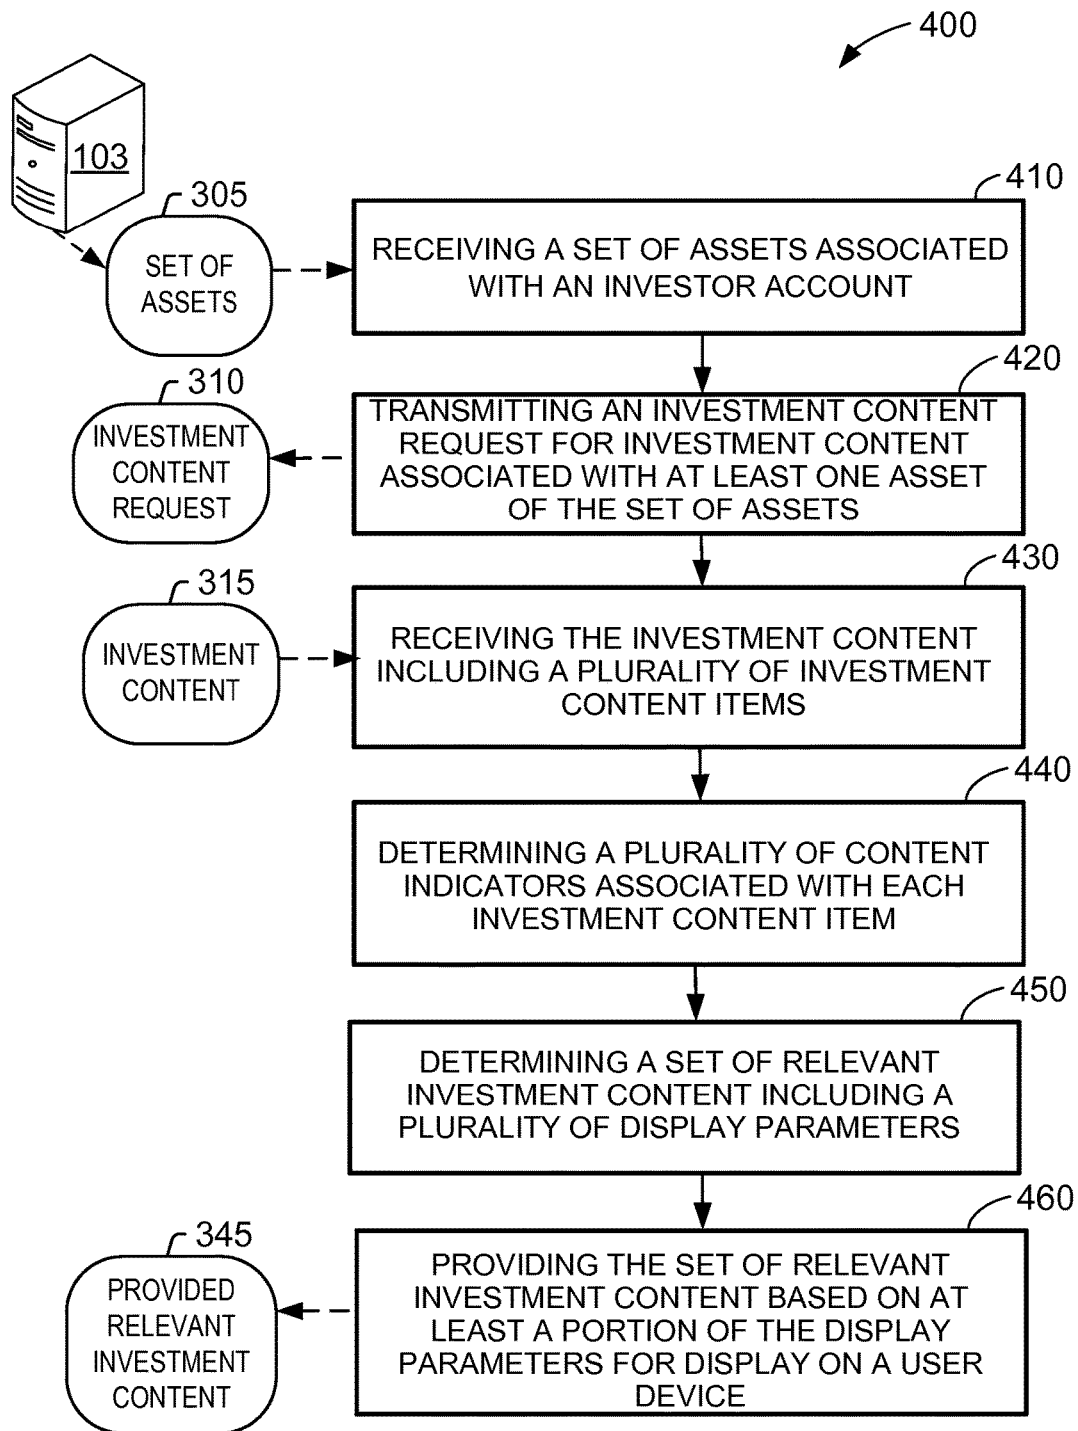 400
103
305
SET OF
ASSETS
410
RECEIVING A SET OF ASSETS ASSOCIATED
WITH AN INVESTOR ACCOUNT
310
INVESTMENT
CONTENT
REQUEST
420
TRANSMITTING AN INVESTMENT CONTENT
REQUEST FOR INVESTMENT CONTENT
ASSOCIATED WITH AT LEAST ONE ASSET
OF THE SET OF ASSETS
315
INVESTMENT
CONTENT
430
RECEIVING THE INVESTMENT CONTENT
INCLUDING A PLURALITY OF INVESTMENT
CONTENT ITEMS
440
DETERMINING A PLURALITY OF CONTENT
INDICATORS ASSOCIATED WITH EACH
INVESTMENT CONTENT ITEM
450
DETERMINING A SET OF RELEVANT
INVESTMENT CONTENT INCLUDING A
PLURALITY OF DISPLAY PARAMETERS
345
PROVIDED
RELEVANT
INVESTMENT
CONTENT
460
PROVIDING THE SET OF RELEVANT
INVESTMENT CONTENT BASED ON AT
LEAST A PORTION OF THE DISPLAY
PARAMETERS FOR DISPLAY ON A USER
DEVICE